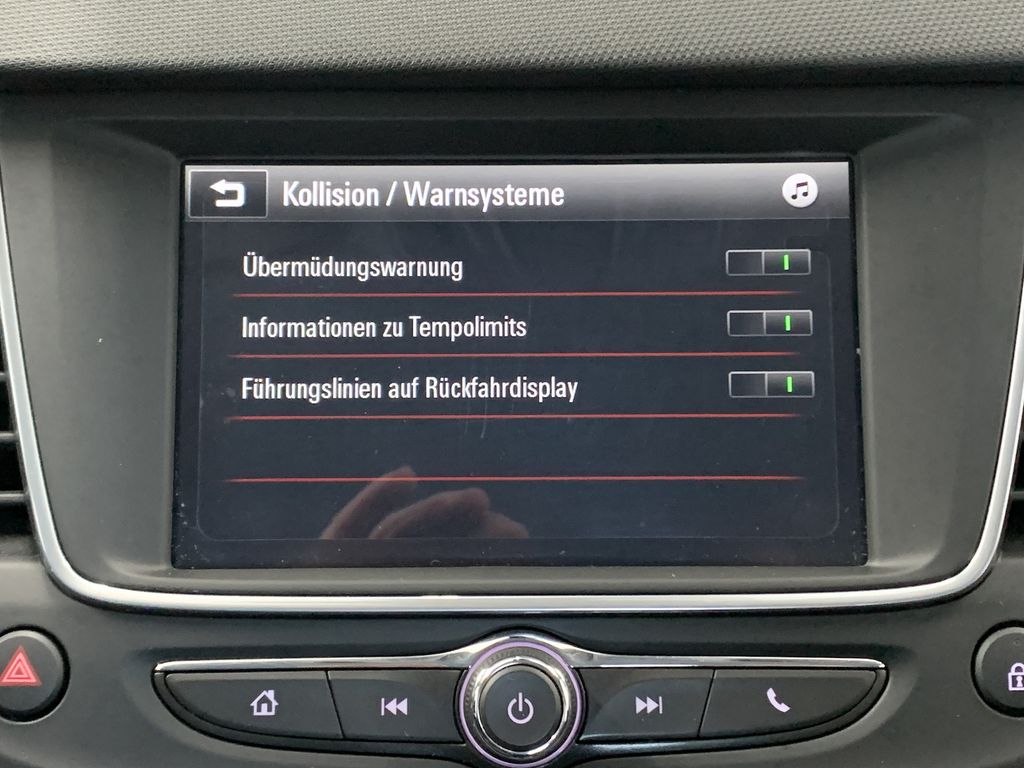 Kollision / Warnsysteme
Übermüdungswarnung
Informationen zu Tempolimits
Führungslinien auf Rückfahrdisplay